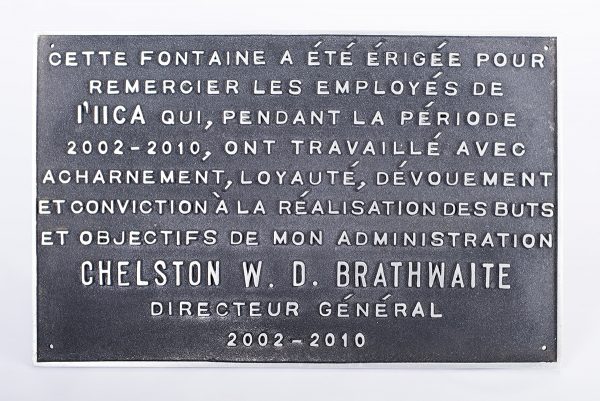 CETTE FONTAINE A ÉTÉ ÉRIGÉE POUR
REMERCIER LES EMPLOYÉS DE
l'IICA QUI, PENDANT LA PÉRIODE
2002-2010, ONT TRAVAILLÉ AVEC
ACHARNEMENT, LOYAUTÉ, DÉVOUEMENT
ET CONVICTION À LA RÉALISATION DES BUTS
ET OBJECTIFS DE MON ADMINISTRATION
CHELSTON W. D. BRATHWAITE
DIRECTEUR GÉNÉRAL
2002-2010